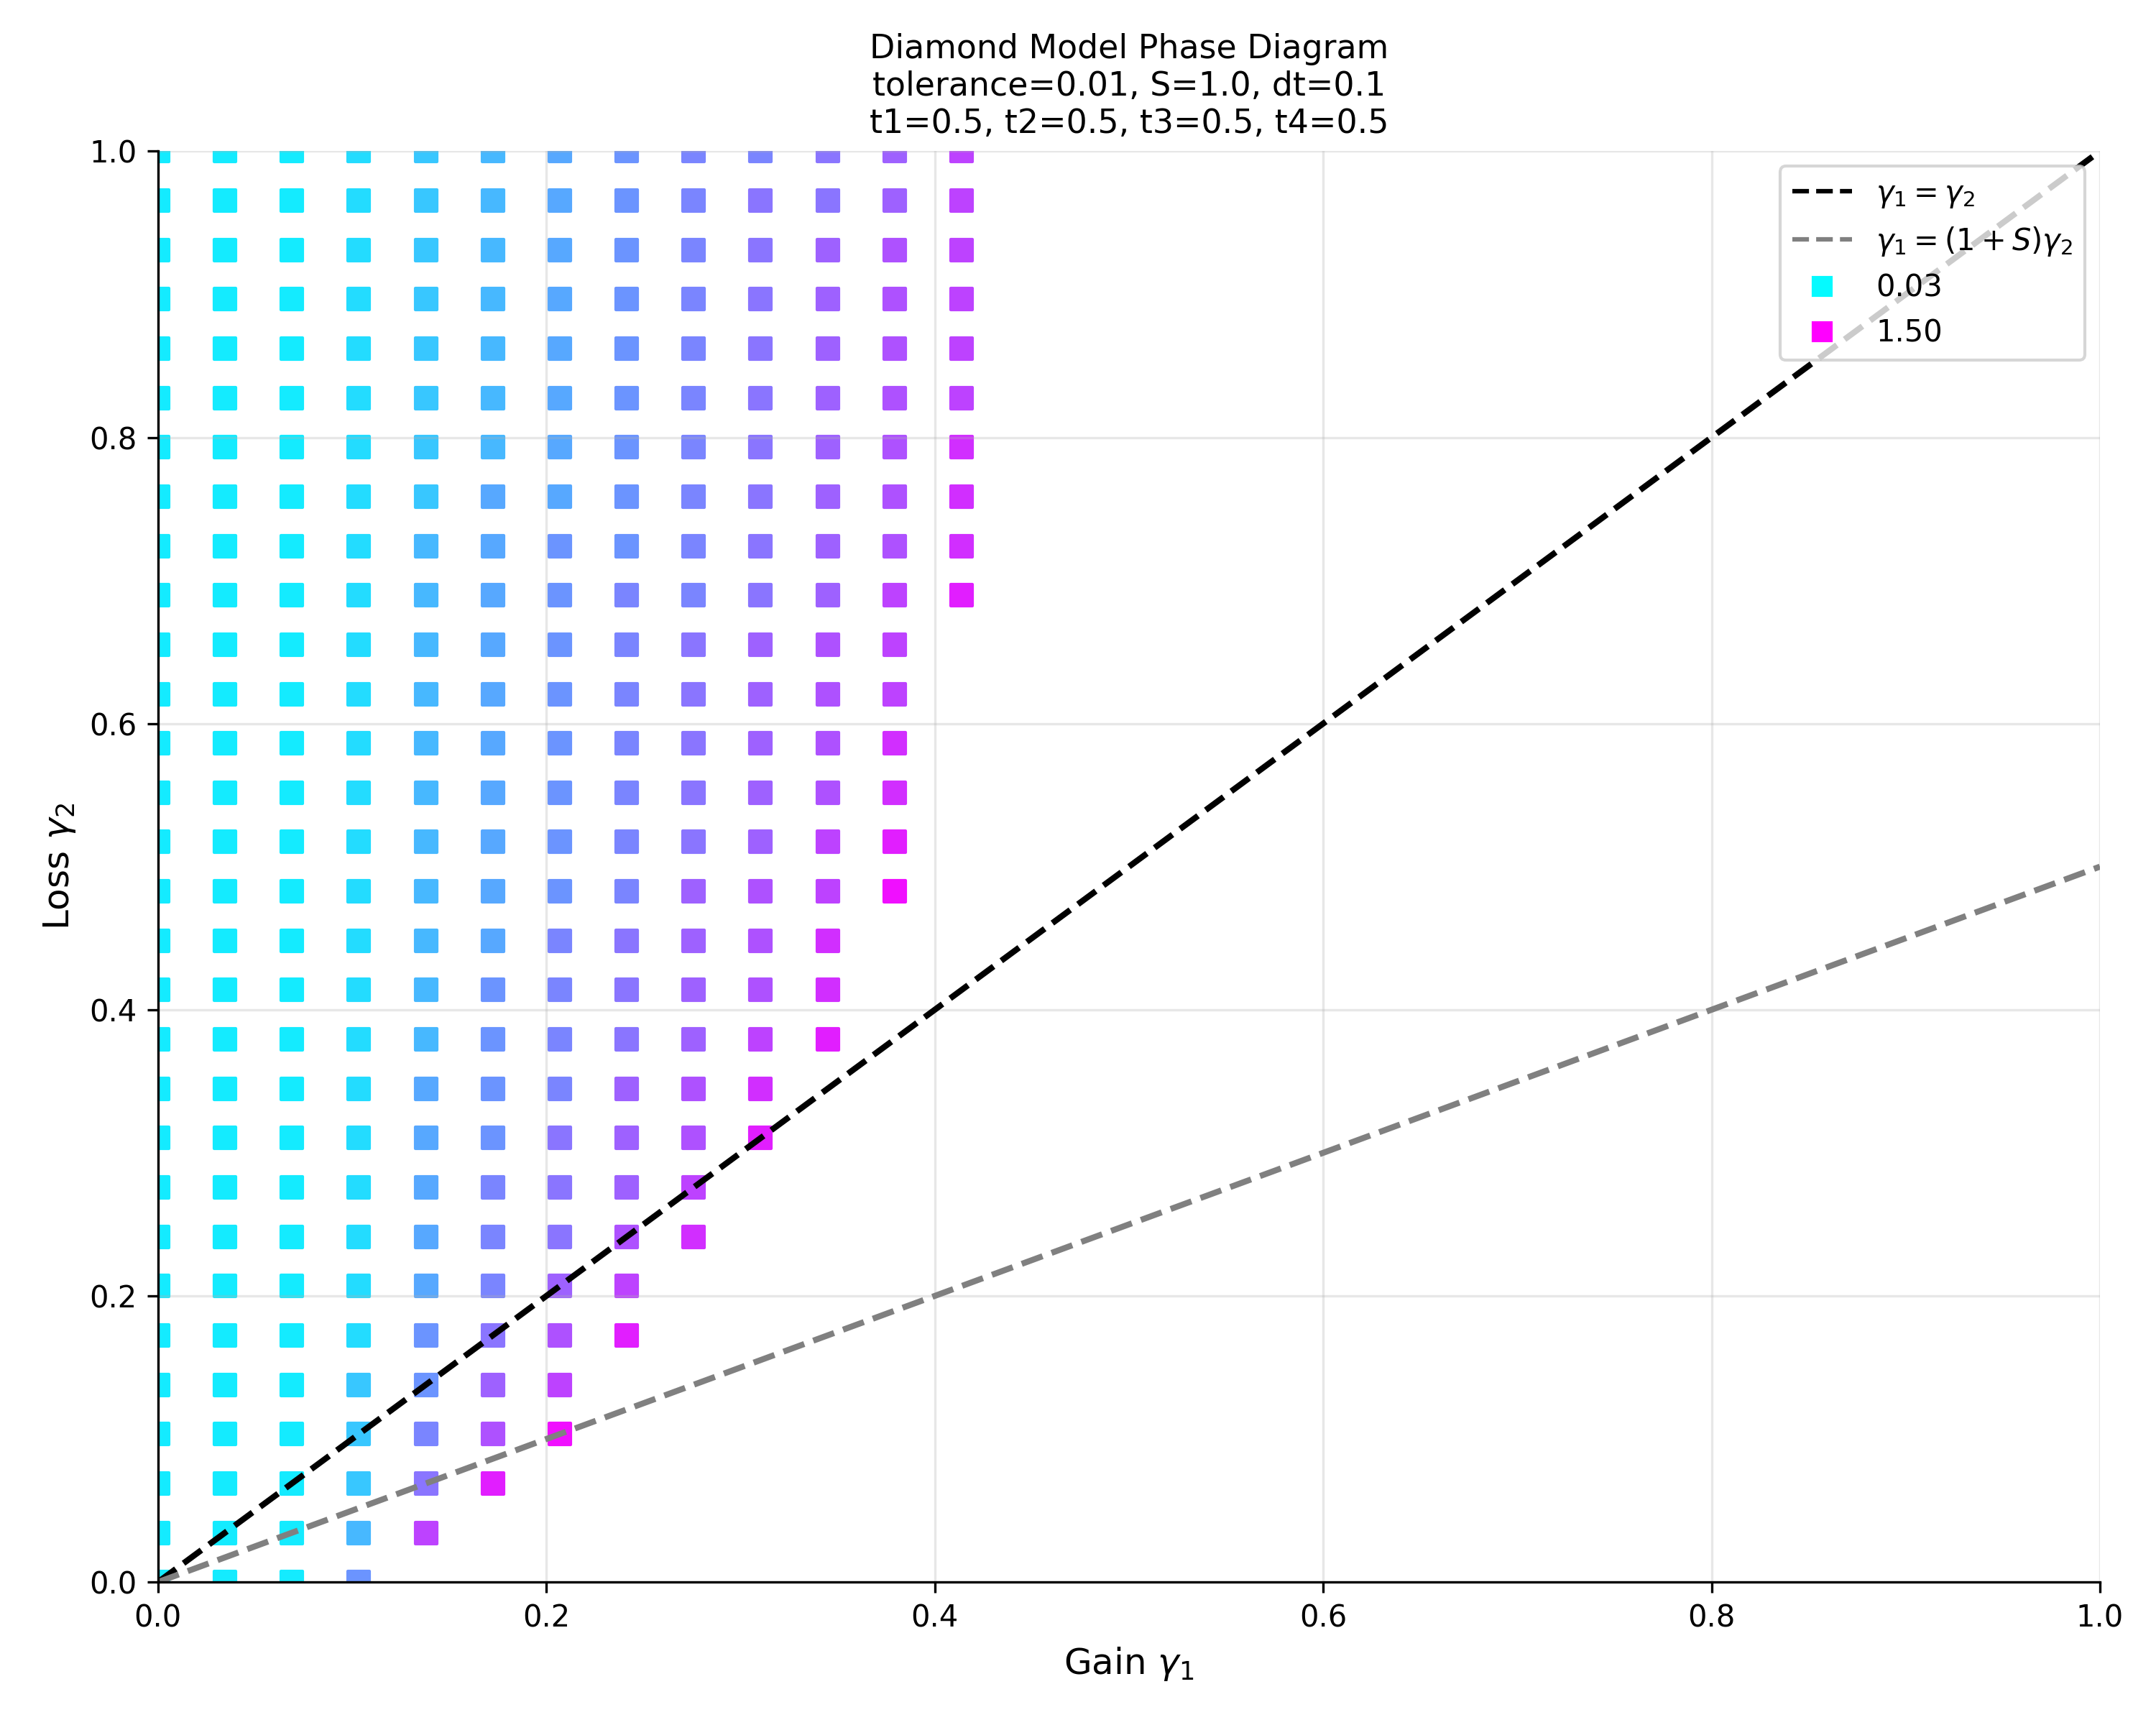 Diamond Model Phase Diagram
tolerance=0.01, S=1.0, dt=0.1
t1=0.5, t2=0.5, t3=0.5, t4=0.5
γ₁ = γ₂
γ₁ = (1 + S)γ₂
0.03
1.50
1.0
0.8
0.6
0.4
0.2
0.0
Loss γ₂
0.0 0.2 0.4 0.6 0.8 1.0
Gain γ₁